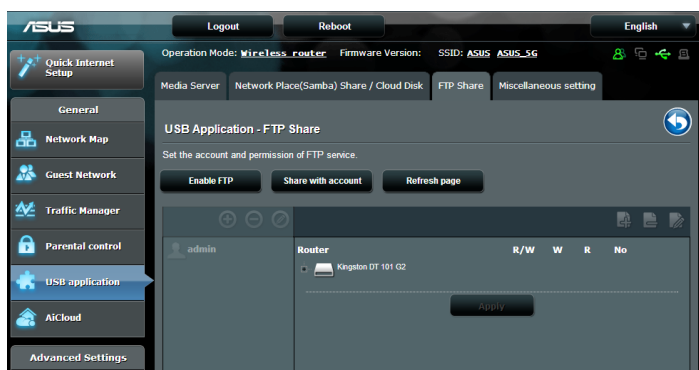 ASUS
Logout Reboot English
Quick Internet Setup
Operation Mode: Wireless router Firmware Version: SSID: ASUS ASUS_5G
Media Server Network Place(Samba) Share / Cloud Disk FTP Share Miscellaneous setting
General
Network Map
Guest Network
Traffic Manager
Parental control
USB application
AiCloud
Advanced Settings
USB Application - FTP Share
Set the account and permission of FTP service.
Enable FTP Share with account Refresh page
admin
Router R/W W R No
Kingston DT 101 G2
Apply